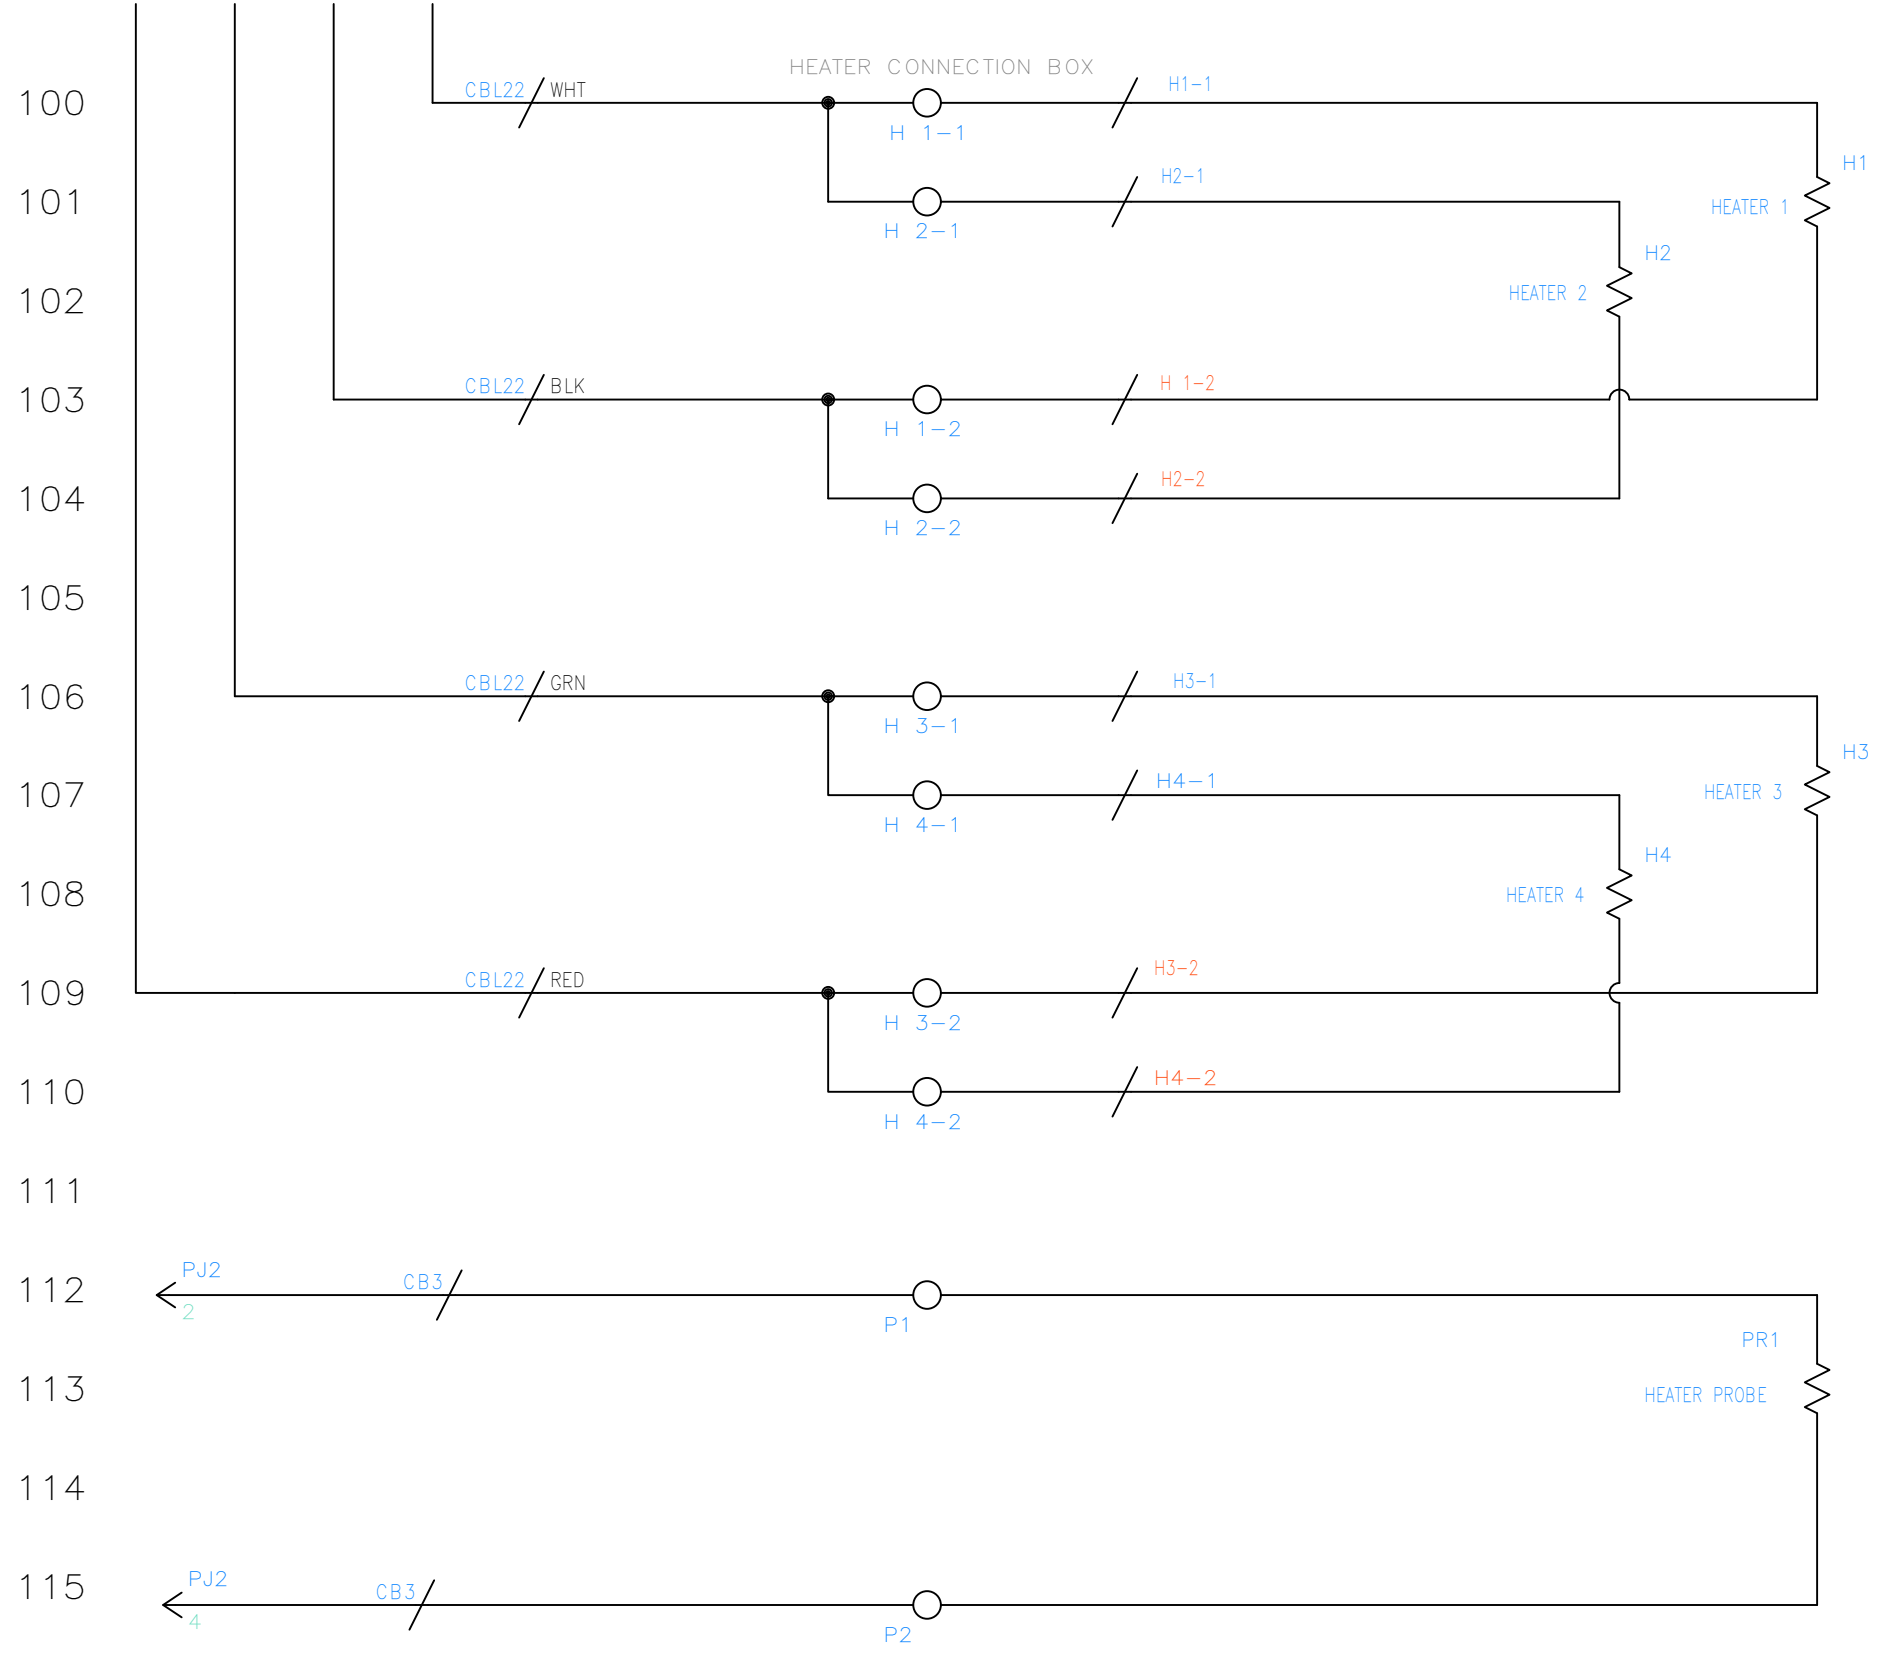 HEATER CONNECTION BOX
100 CBL22 WHT H1-1
H 1-1
H1
101 H2-1 HEATER 1
H 2-1
H2
102 HEATER 2
103 CBL22 BLK H 1-2
H 1-2
104 H2-2
H 2-2
105
106 CBL22 GRN H3-1
H 3-1
H3
107 H4-1 HEATER 3
H 4-1
H4
108 HEATER 4
109 CBL22 RED H3-2
H 3-2
110 H4-2
H 4-2
111
PJ2
112 CB3
2
P1
PR1
113 HEATER PROBE
114
PJ2
115 CB3
4
P2